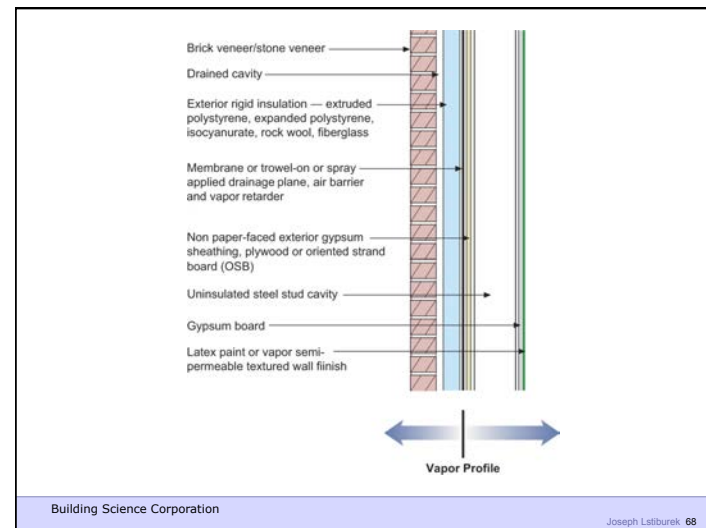 Brick veneer/stone veneer
Drained cavity
Exterior rigid insulation — extruded
polystyrene, expanded polystyrene,
isocyanurate, rock wool, fiberglass
Membrane or trowel-on or spray
applied drainage plane, air barrier
and vapor retarder
Non paper-faced exterior gypsum
sheathing, plywood or oriented strand
board (OSB)
Uninsulated steel stud cavity
Gypsum board
Latex paint or vapor semi-
permeable textured wall fiinish
Vapor Profile
Building Science Corporation
Joseph Lstiburek 68